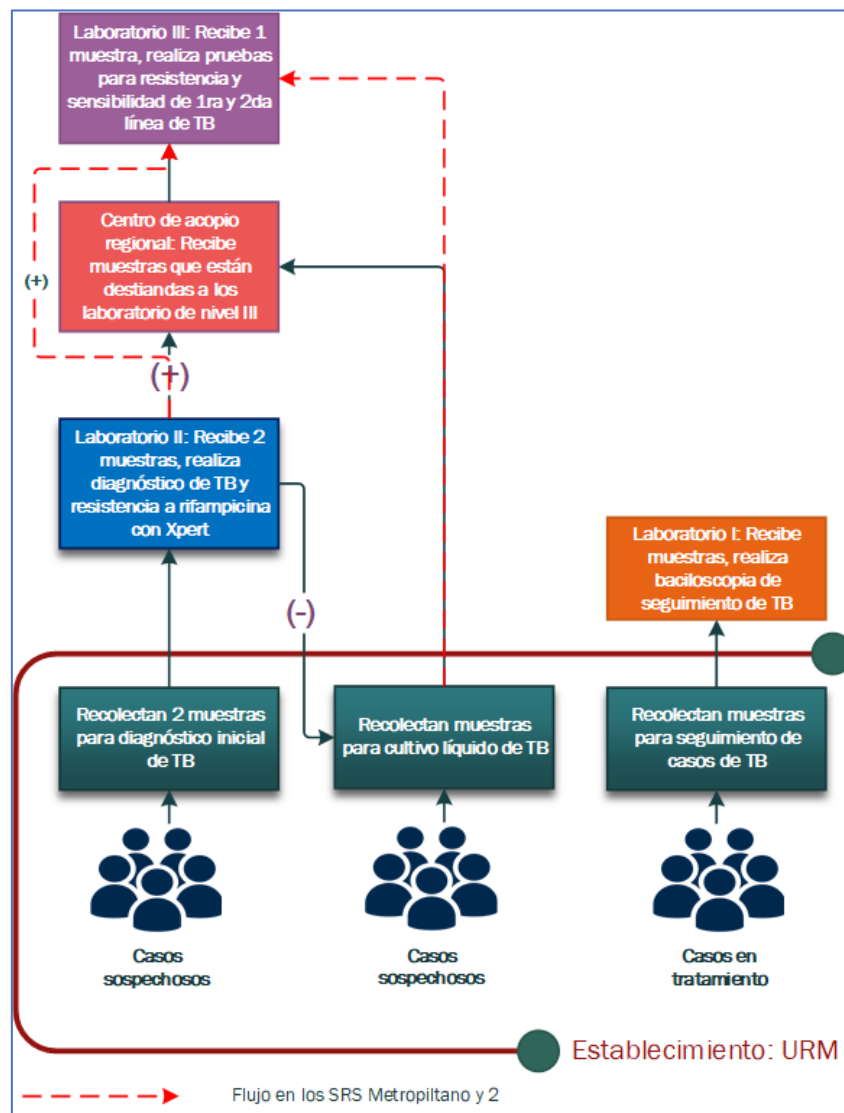 Laboratorio III: Recibe 1
muestra, realiza pruebas
para resistencia y
sensibilidad de 1ra y 2da
línea de TB
Centro de acopio
regional: Recibe
muestras que están
destiandas a los
laboratorio de nivel III
(+)
(+)
Laboratorio II: Recibe 2
muestras, realiza
diagnóstico de TB y
resistencia a rifampicina
con Xpert
Laboratorio I: Recibe
muestras, realiza
baciloscopia de
seguimiento de TB
(-)
Recolectan 2 muestras
para diagnóstico inicial
de TB
Recolectan muestras
para cultivo líquido de TB
Recolectan muestras
para seguimiento de
casos de TB
Casos
sospechosos
Casos
sospechosos
Casos en
tratamiento
Establecimiento: URM
Flujo en los SRS Metropiltano y 2